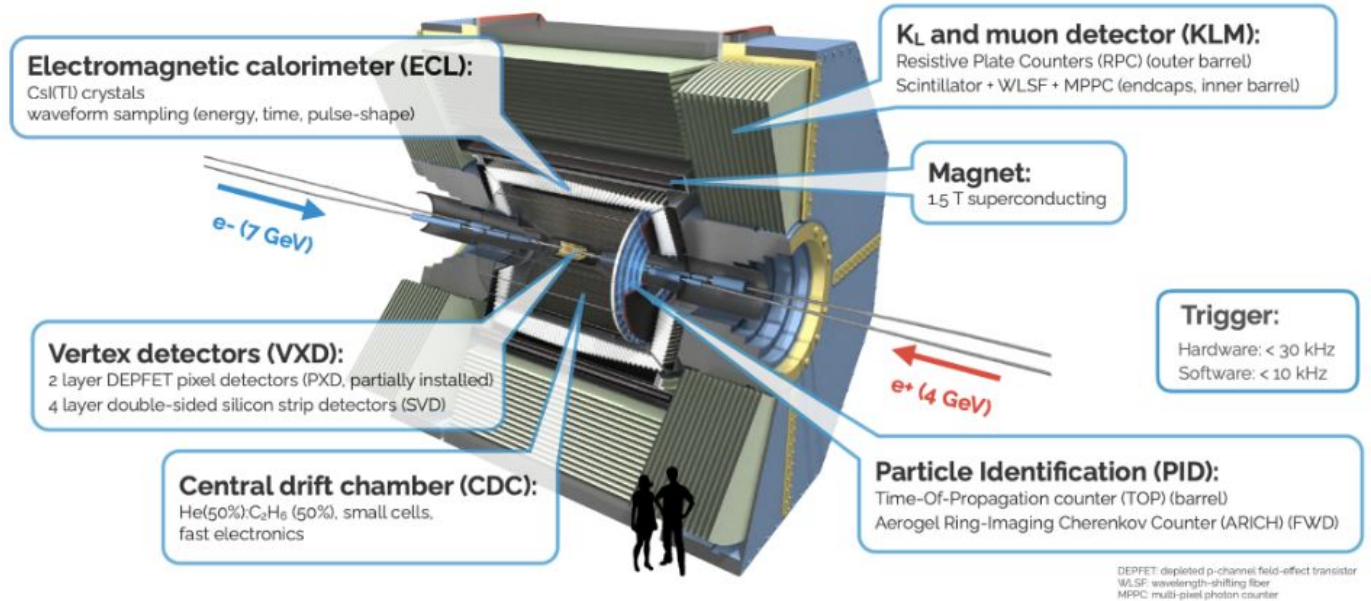 Electromagnetic calorimeter (ECL):
CsI(Tl) crystals
waveform sampling (energy, time, pulse-shape)
KL and muon detector (KLM):
Resistive Plate Counters (RPC) (outer barrel)
Scintillator + WLSF + MPPC (endcaps, inner barrel)
Magnet:
1.5 T superconducting
e- (7 GeV)
Vertex detectors (VXD):
2 layer DEPFET pixel detectors (PXD, partially installed)
4 layer double-sided silicon strip detectors (SVD)
Trigger:
Hardware: < 30 kHz
Software: < 10 kHz
e+ (4 GeV)
Central drift chamber (CDC):
He(50%):C₂H₆ (50%), small cells,
fast electronics
Particle Identification (PID):
Time-Of-Propagation counter (TOP) (barrel)
Aerogel Ring-Imaging Cherenkov Counter (ARICH) (FWD)
DEPFET: depleted p-channel field-effect transistor
WLSF: wavelength-shifting fiber
MPPC: multi-pixel photon counter